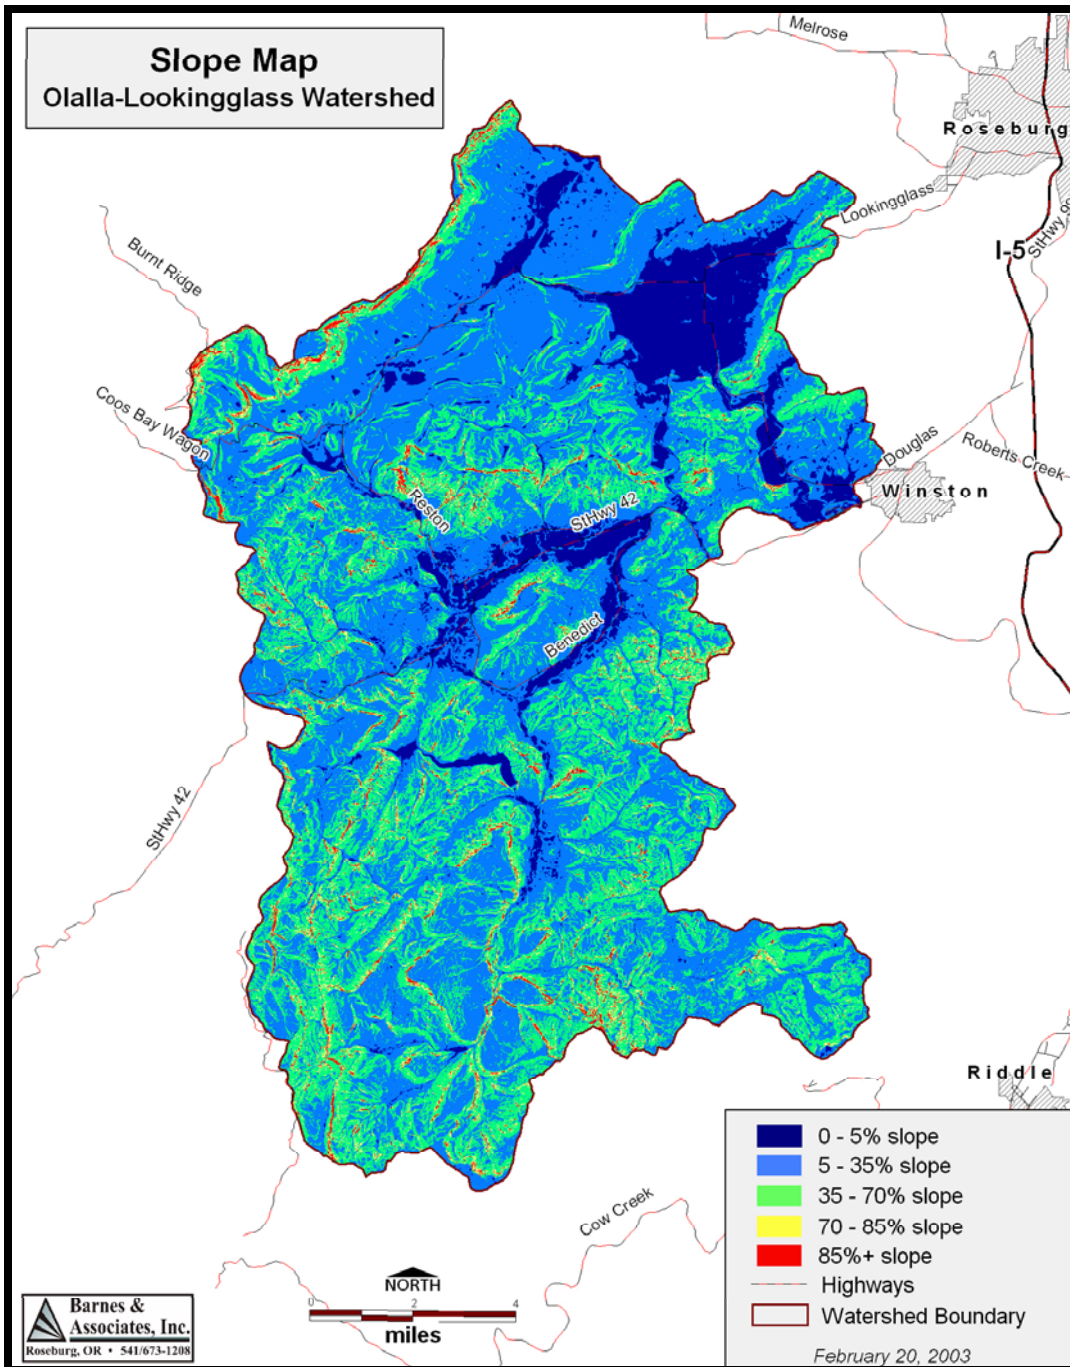 Slope Map
Olalla-Lookingglass Watershed
Melrose
Roseburg
Lookingglass
I-5
StHwy 99
Burnt Ridge
Coos Bay Wagon
Reston
StHwy 42
Benedict
Douglas
Roberts Creek
Winston
StHwy 42
Riddle
Cow Creek
0 - 5% slope
5 - 35% slope
35 - 70% slope
70 - 85% slope
85%+ slope
Highways
Watershed Boundary
February 20, 2003
NORTH
0 2 4
miles
Barnes &
Associates, Inc.
Roseburg, OR • 541/673-1208